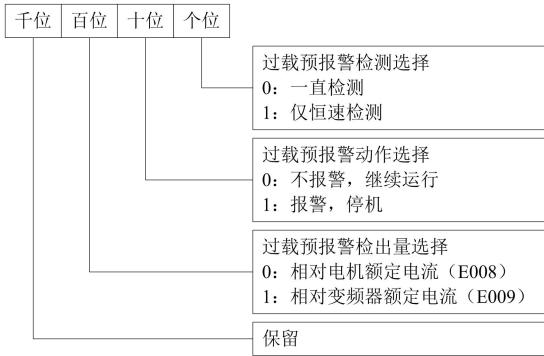 千位 百位 十位 个位
过载预报警检测选择
0：一直检测
1：仅恒速检测
过载预报警动作选择
0：不报警，继续运行
1：报警，停机
过载预报警检出量选择
0：相对电机额定电流（E008）
1：相对变频器额定电流（E009）
保留